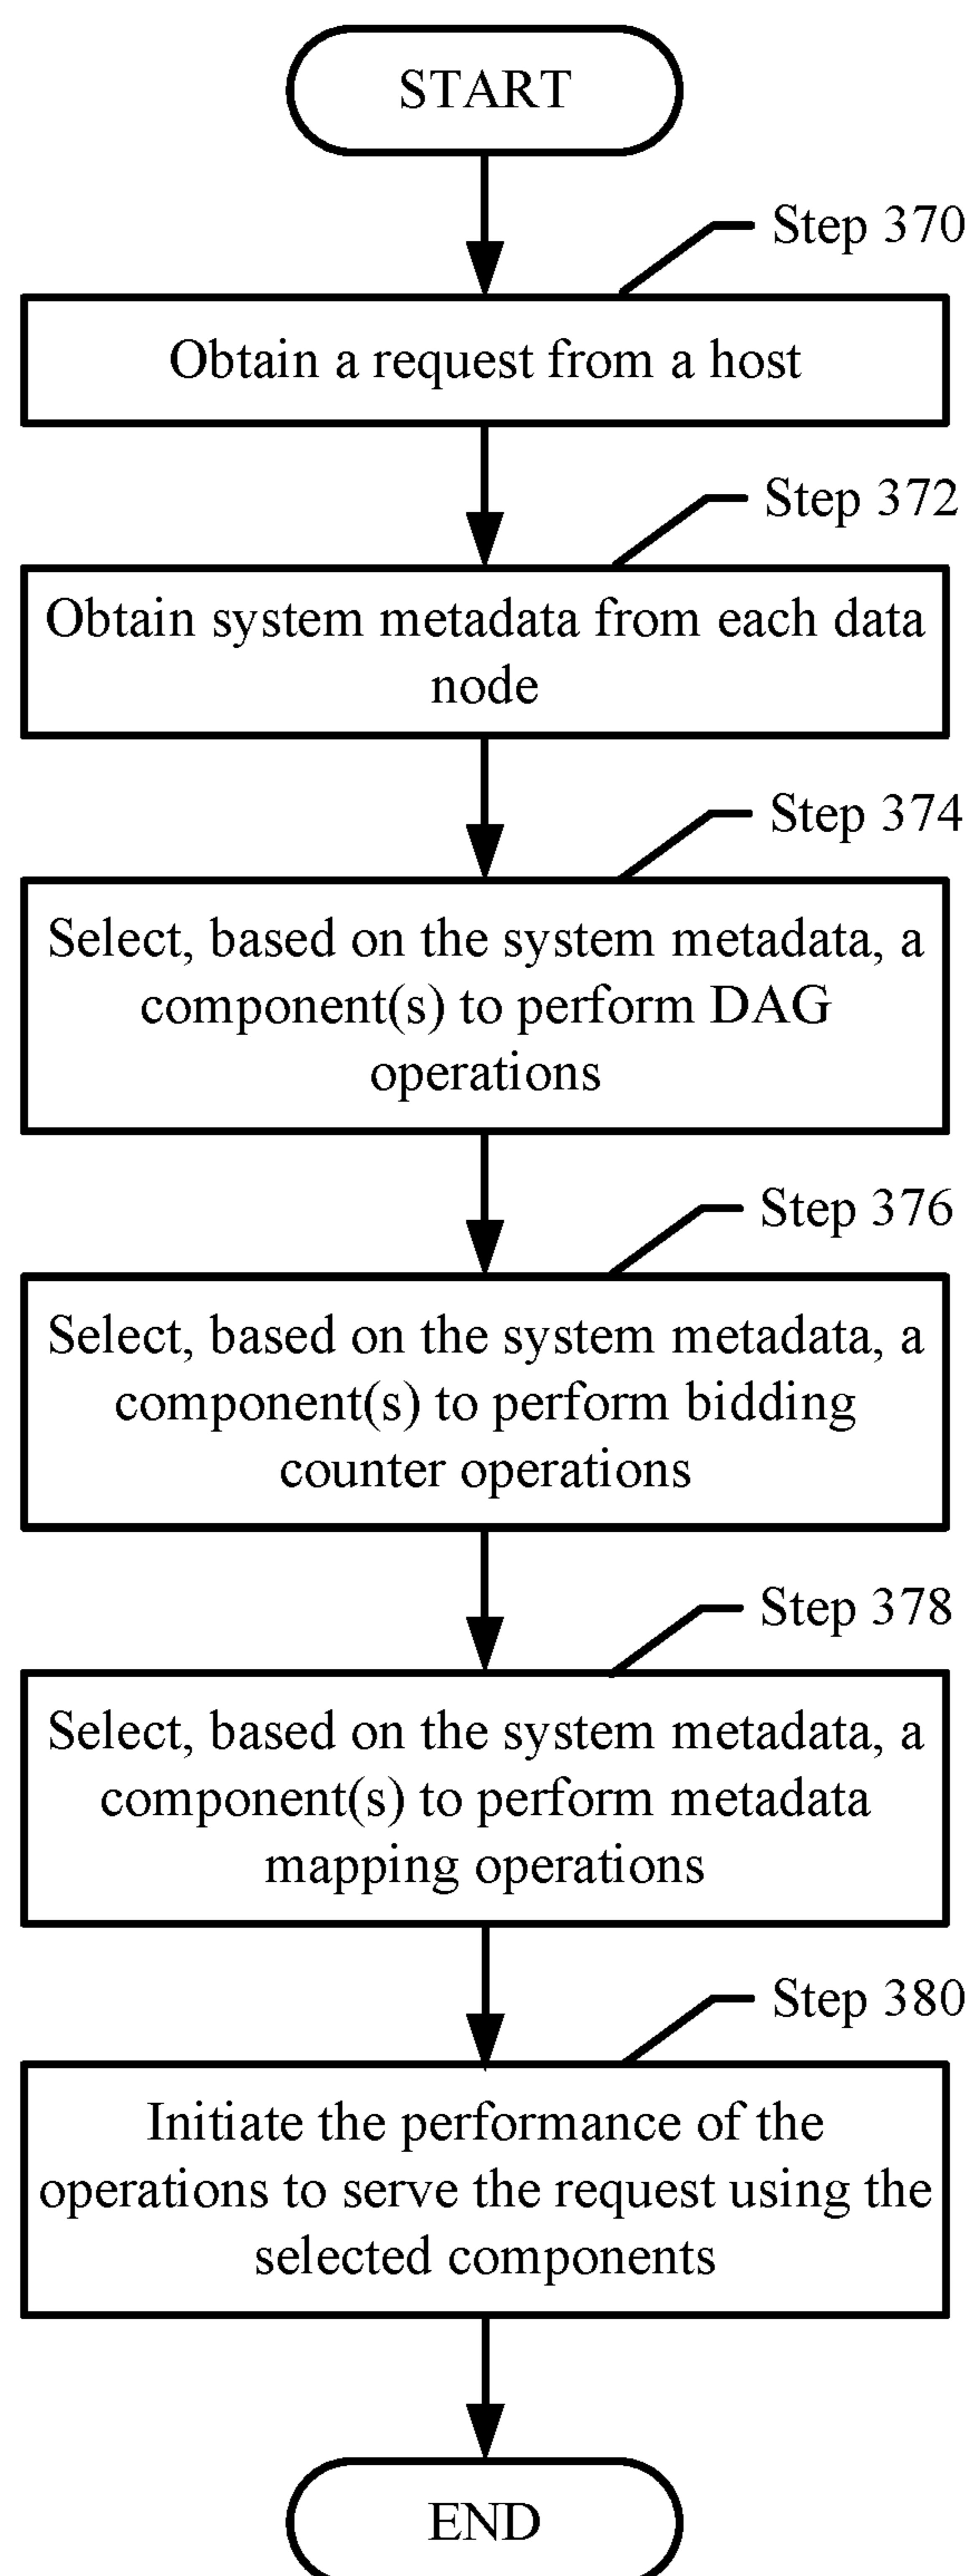 START
Step 370
Obtain a request from a host
Step 372
Obtain system metadata from each data
node
Step 374
Select, based on the system metadata, a
component(s) to perform DAG
operations
Step 376
Select, based on the system metadata, a
component(s) to perform bidding
counter operations
Step 378
Select, based on the system metadata, a
component(s) to perform metadata
mapping operations
Step 380
Initiate the performance of the
operations to serve the request using the
selected components
END